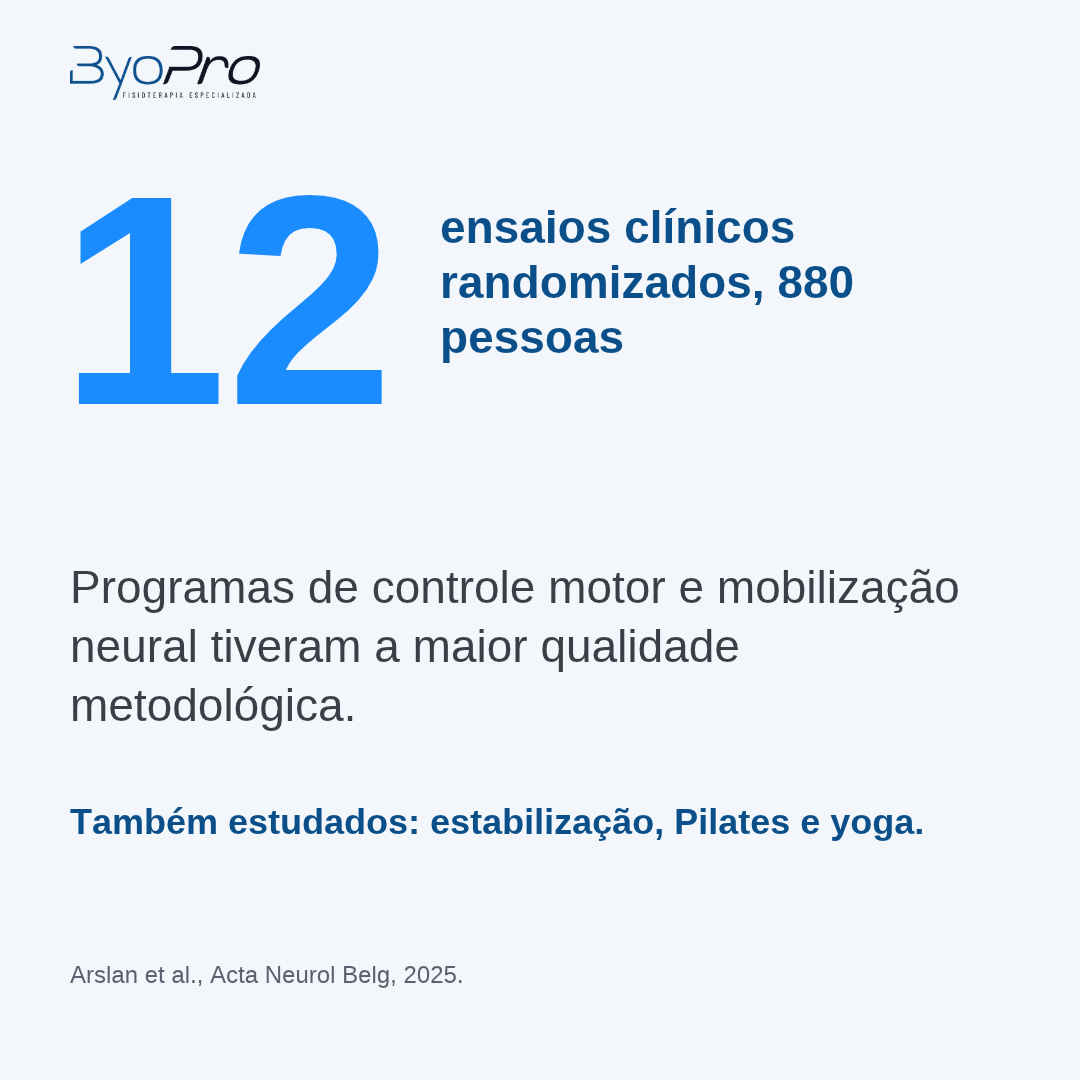 ByoPro
FISIOTERAPIA ESPECIALIZADA
12
ensaios clínicos
randomizados, 880
pessoas
Programas de controle motor e mobilização
neural tiveram a maior qualidade
metodológica.
Também estudados: estabilização, Pilates e yoga.
Arslan et al., Acta Neurol Belg, 2025.